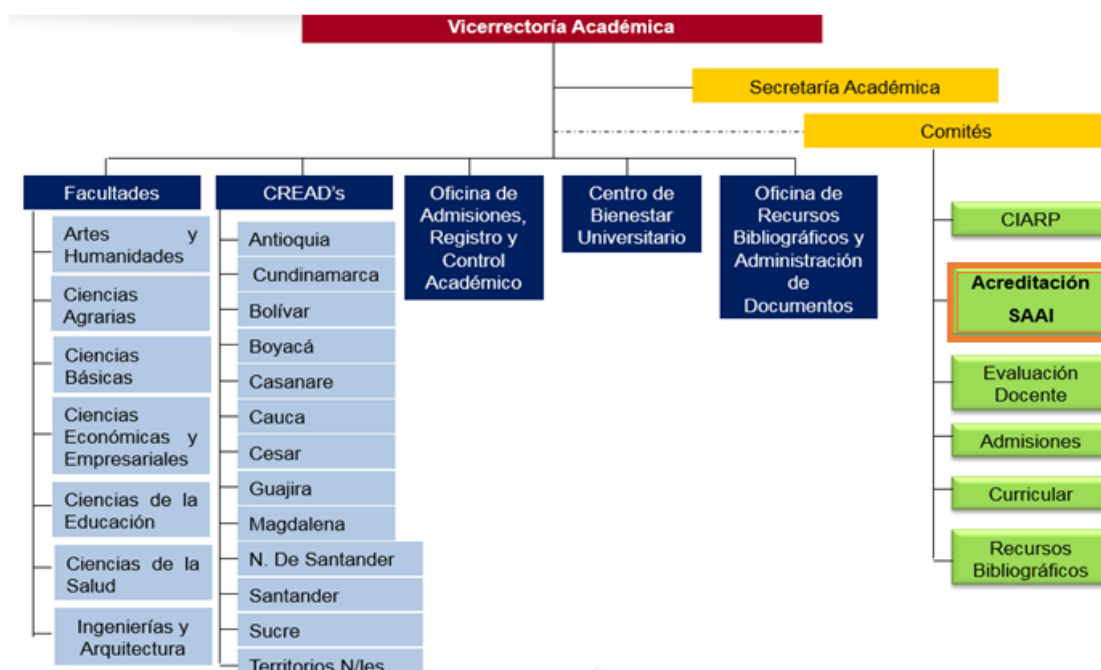 Vicerrectoría Académica
Secretaría Académica
Comités
Facultades
Artes y
Humanidades
Ciencias
Agrarias
Ciencias
Básicas
Ciencias
Económicas y
Empresariales
Ciencias de la
Educación
Ciencias de la
Salud
Ingenierías y
Arquitectura
CREAD's
Antioquia
Cundinamarca
Bolívar
Boyacá
Casanare
Cauca
Cesar
Guajira
Magdalena
N. De Santander
Santander
Sucre
Territorios N/les
Oficina de
Admisiones,
Registro y
Control
Académico
Centro de
Bienestar
Universitario
Oficina de
Recursos
Bibliográficos y
Administración
de
Documentos
CIARP
Acreditación
SAAI
Evaluación
Docente
Admisiones
Curricular
Recursos
Bibliográficos